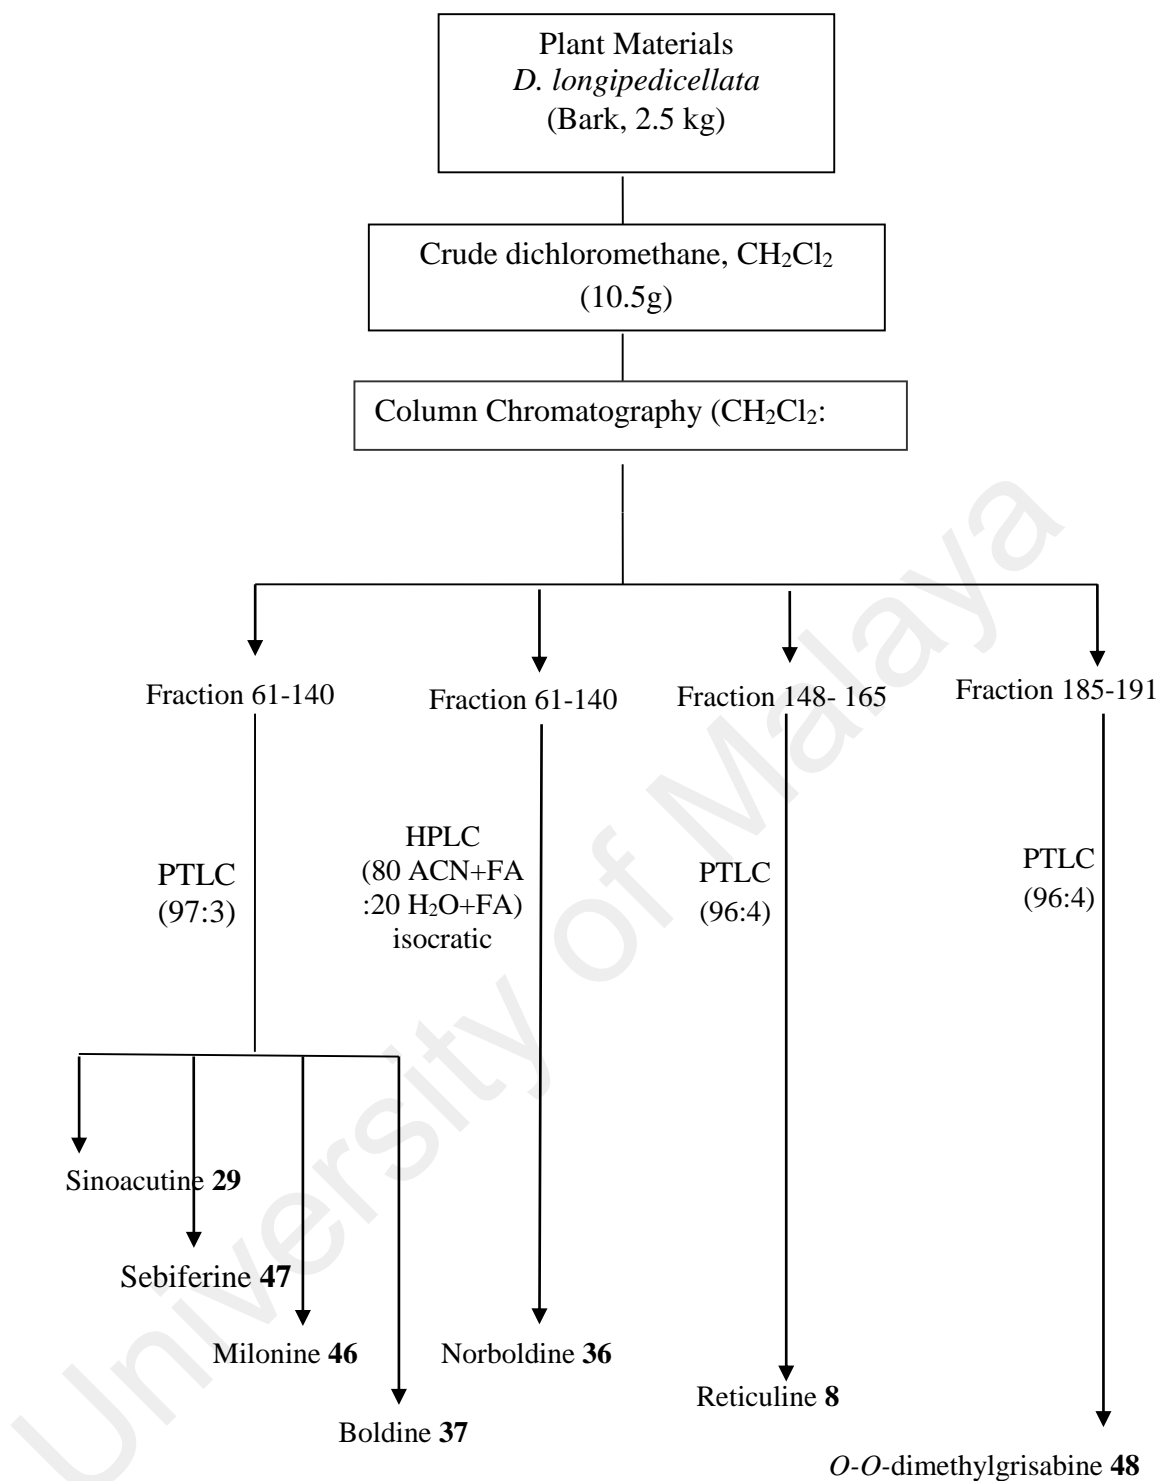 Plant Materials
D. longipedicellata
(Bark, 2.5 kg)
Crude dichloromethane, CH₂Cl₂
(10.5g)
Column Chromatography (CH₂Cl₂:
Fraction 61-140
Fraction 61-140
Fraction 148- 165
Fraction 185-191
PTLC
(97:3)
HPLC
(80 ACN+FA
:20 H₂O+FA)
isocratic
PTLC
(96:4)
PTLC
(96:4)
Sinoacutine 29
Sebiferine 47
Milonine 46
Boldine 37
Norboldine 36
Reticuline 8
O-O-dimethylgrisabine 48
University of Malaya